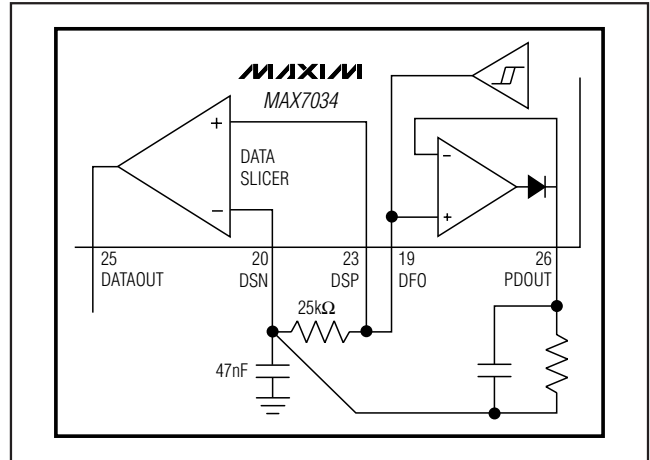 MAXIM
MAX7034
+
DATA
SLICER
−
−
+
25
DATAOUT
20
DSN
23
DSP
19
DFO
26
PDOUT
25kΩ
47nF